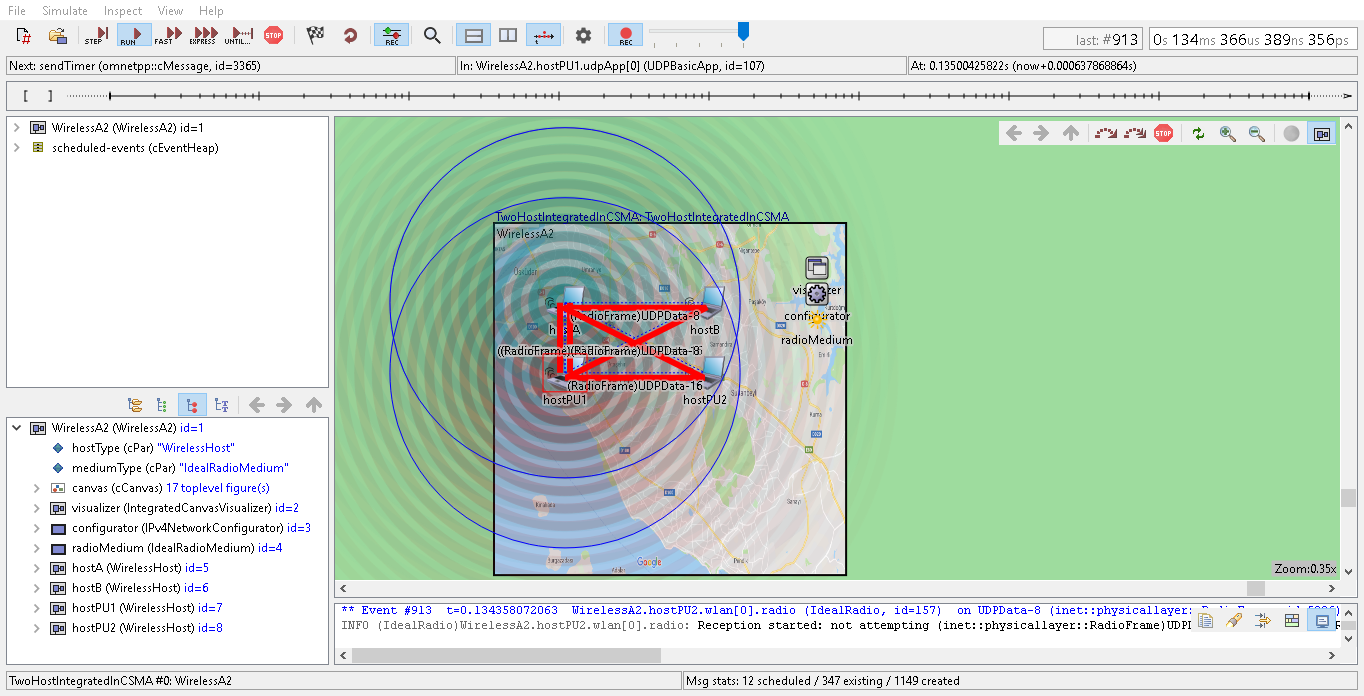 File Simulate Inspect View Help
STEP RUN FAST EXPRESS UNTIL... STOP REC REC
last: #913 0s 134ms 366us 389ns 356ps
Next: sendTimer (omnetpp::cMessage, id=3365) In: WirelessA2.hostPU1.udpApp[0] (UDPBasicApp, id=107) At: 0.13500425822s (now+0.000637868864s)
WirelessA2 (WirelessA2) id=1
scheduled-events (cEventHeap)
STOP
TwoHostIntegratedInCSMA: TwoHostIntegratedInCSMA
WirelessA2
visualizer
configurator
radioMedium
(RadioFrame)UDPData-8
hostA
hostB
(RadioFrame)UDPData-16
hostPU1
hostPU2
Google
Zoom:0.35x
WirelessA2 (WirelessA2) id=1
hostType (cPar) "WirelessHost"
mediumType (cPar) "IdealRadioMedium"
canvas (cCanvas) 17 toplevel figure(s)
visualizer (IntegratedCanvasVisualizer) id=2
configurator (IPv4NetworkConfigurator) id=3
radioMedium (IdealRadioMedium) id=4
hostA (WirelessHost) id=5
hostB (WirelessHost) id=6
hostPU1 (WirelessHost) id=7
hostPU2 (WirelessHost) id=8
** Event #913 t=0.134358072063 WirelessA2.hostPU2.wlan[0].radio (IdealRadio, id=157) on UDPData-8 (inet::physicallayer:
INFO (IdealRadio)WirelessA2.hostPU2.wlan[0].radio: Reception started: not attempting (inet::physicallayer::RadioFrame)UDPI
TwoHostIntegratedInCSMA #0: WirelessA2 Msg stats: 12 scheduled / 347 existing / 1149 created